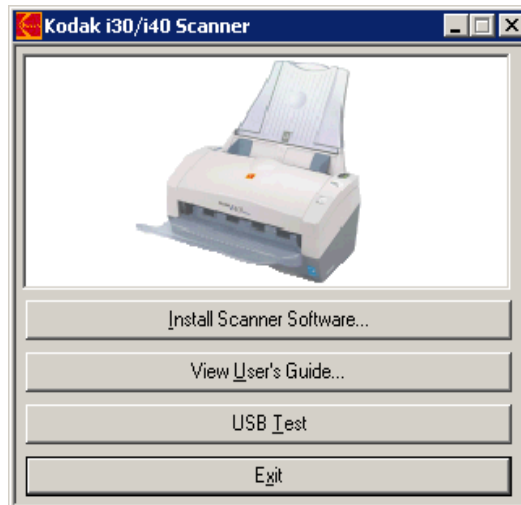 Kodak i30/i40 Scanner
Install Scanner Software...
View User's Guide...
USB Test
Exit